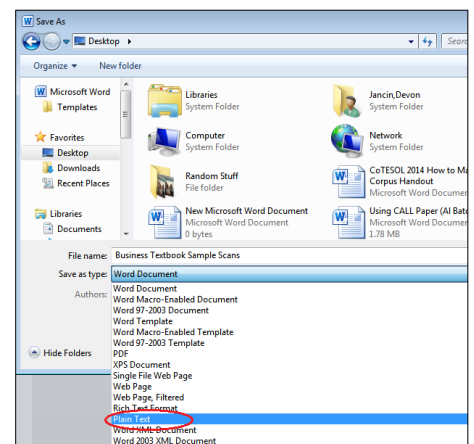 Save As
Desktop
Searc
Organize New folder
Microsoft Word
Templates
Favorites
Desktop
Downloads
Recent Places
Libraries
Documents
Libraries
System Folder
Jancin,Devon
System Folder
Computer
System Folder
Network
System Folder
Random Stuff
File folder
CoTESOL 2014 How to Ma
Corpus Handout
Microsoft Word Documen
New Microsoft Word Document
Microsoft Word Document
0 bytes
Using CALL Paper (Al Bate
Microsoft Word Documen
1.78 MB
File name: Business Textbook Sample Scans
Save as type: Word Document
Authors:
Word Document
Word Macro-Enabled Document
Word 97-2003 Document
Word Template
Word Macro-Enabled Template
Word 97-2003 Template
PDF
XPS Document
Single File Web Page
Web Page
Web Page, Filtered
Rich Text Format
Plain Text
Word XML Document
Word 2003 XML Document
Hide Folders